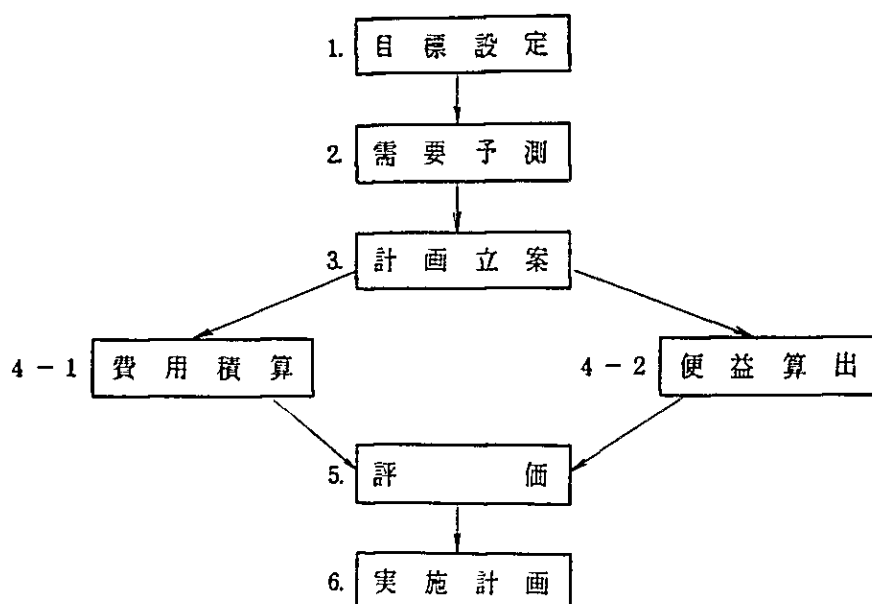 1. 目標設定
2. 需要予測
3. 計画立案
4-1 費用積算
4-2 便益算出
5. 評価
6. 実施計画